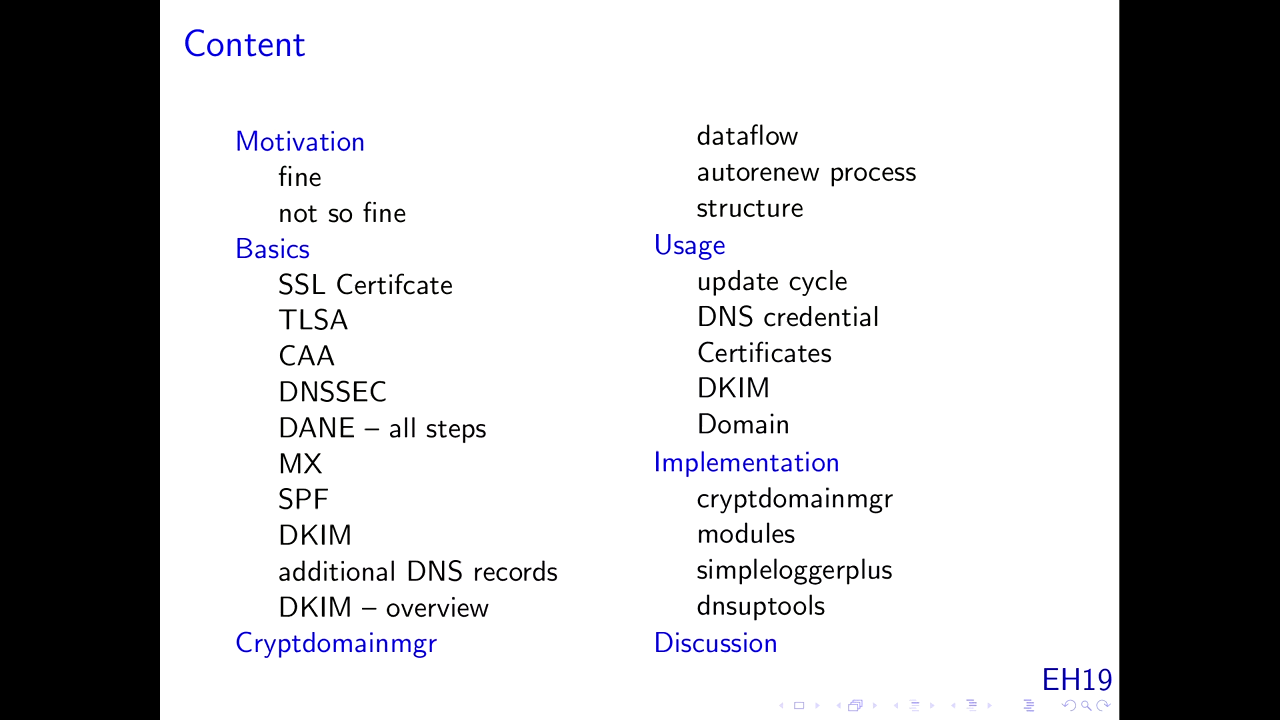 Content
Motivation
fine
not so fine
Basics
SSL Certifcate
TLSA
CAA
DNSSEC
DANE – all steps
MX
SPF
DKIM
additional DNS records
DKIM – overview
Cryptdomainmgr
dataflow
autorenew process
structure
Usage
update cycle
DNS credential
Certificates
DKIM
Domain
Implementation
cryptdomainmgr
modules
simpleloggerplus
dnsuptools
Discussion
EH19